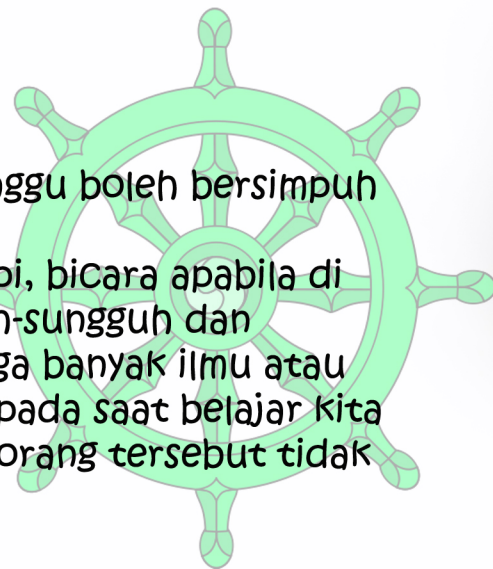 ggu boleh bersimpuh
pi, bicara apabila di
h-sungguh dan
ga banyak ilmu atau
pada saat belajar kita
orang tersebut tidak